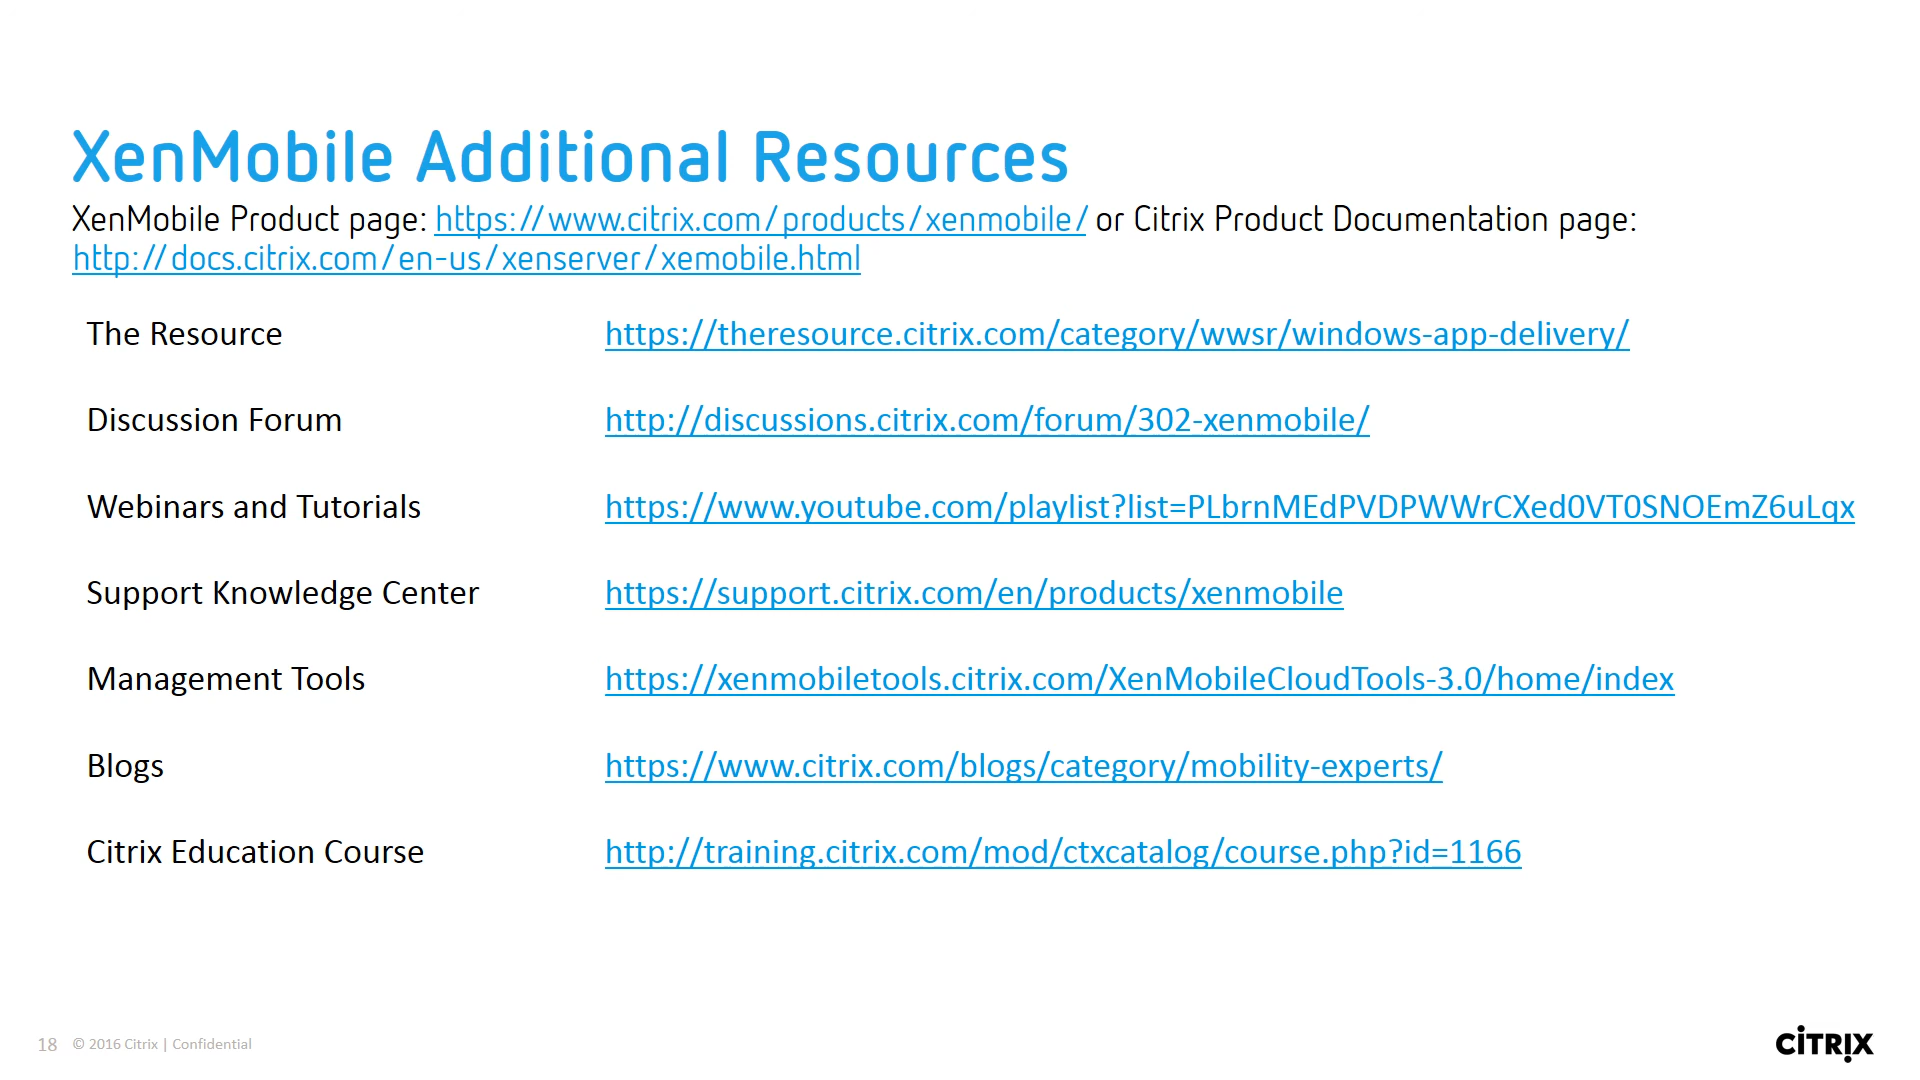 XenMobile Additional Resources
XenMobile Product page: https://www.citrix.com/products/xenmobile/ or Citrix Product Documentation page:
http://docs.citrix.com/en-us/xenserver/xemobile.html
The Resource https://theresource.citrix.com/category/wwsr/windows-app-delivery/
Discussion Forum http://discussions.citrix.com/forum/302-xenmobile/
Webinars and Tutorials https://www.youtube.com/playlist?list=PLbrnMEdPVDPWWrCXed0VT0SNOEmZ6uLqx
Support Knowledge Center https://support.citrix.com/en/products/xenmobile
Management Tools https://xenmobiletools.citrix.com/XenMobileCloudTools-3.0/home/index
Blogs https://www.citrix.com/blogs/category/mobility-experts/
Citrix Education Course http://training.citrix.com/mod/ctxcatalog/course.php?id=1166
18 © 2016 Citrix | Confidential
CITRIX